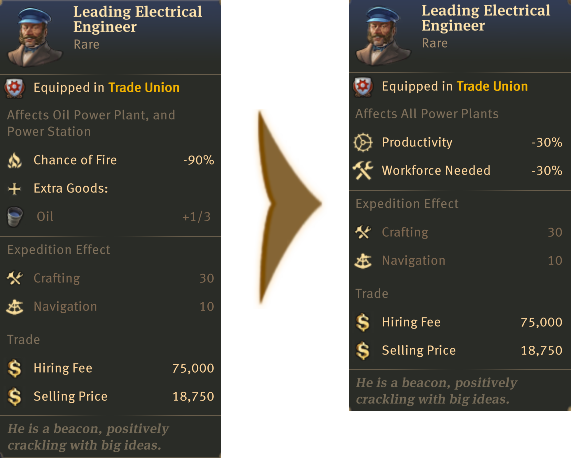 Leading Electrical
Engineer
Rare
Equipped in Trade Union
Affects Oil Power Plant, and
Power Station
Chance of Fire -90%
Extra Goods:
Oil +1/3
Expedition Effect
Crafting 30
Navigation 10
Trade
Hiring Fee 75,000
Selling Price 18,750
He is a beacon, positively
crackling with big ideas.
Leading Electrical
Engineer
Rare
Equipped in Trade Union
Affects All Power Plants
Productivity -30%
Workforce Needed -30%
Expedition Effect
Crafting 30
Navigation 10
Trade
Hiring Fee 75,000
Selling Price 18,750
He is a beacon, positively
crackling with big ideas.